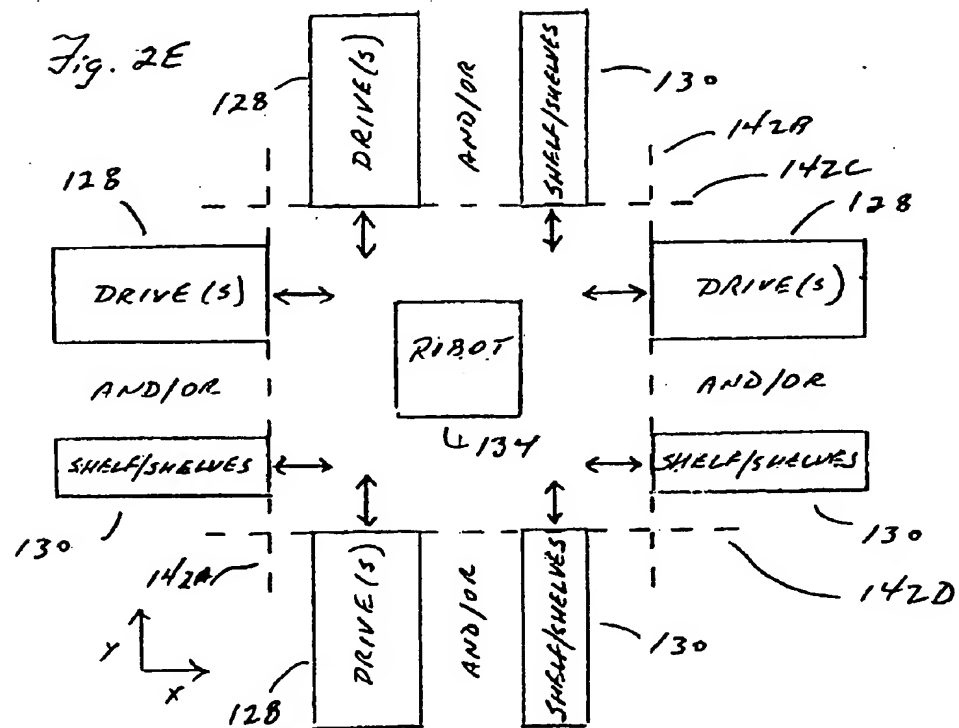 Fig. 2E
128
DRIVE(S)
AND/OR
SHELF/SHELVES
130
142B
142C
128
DRIVE(S)
128
DRIVE(S)
ROBOT
AND/OR
AND/OR
134
SHELF/SHELVES
SHELF/SHELVES
130
130
142A
142D
DRIVE(S)
AND/OR
SHELF/SHELVES
130
128
Y
X